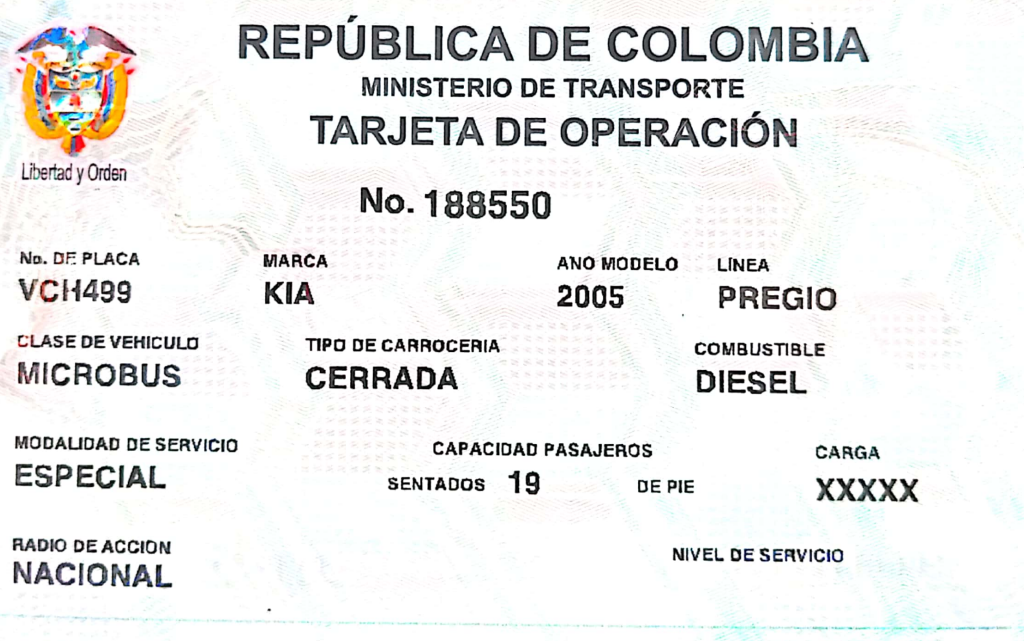 REPÚBLICA DE COLOMBIA
MINISTERIO DE TRANSPORTE
TARJETA DE OPERACIÓN
Libertad y Orden
No. 188550
No. DE PLACA MARCA ANO MODELO LÍNEA
VCH499 KIA 2005 PREGIO
CLASE DE VEHICULO TIPO DE CARROCERIA COMBUSTIBLE
MICROBUS CERRADA DIESEL
MODALIDAD DE SERVICIO CAPACIDAD PASAJEROS CARGA
ESPECIAL SENTADOS 19 DE PIE XXXXX
RADIO DE ACCION NIVEL DE SERVICIO
NACIONAL